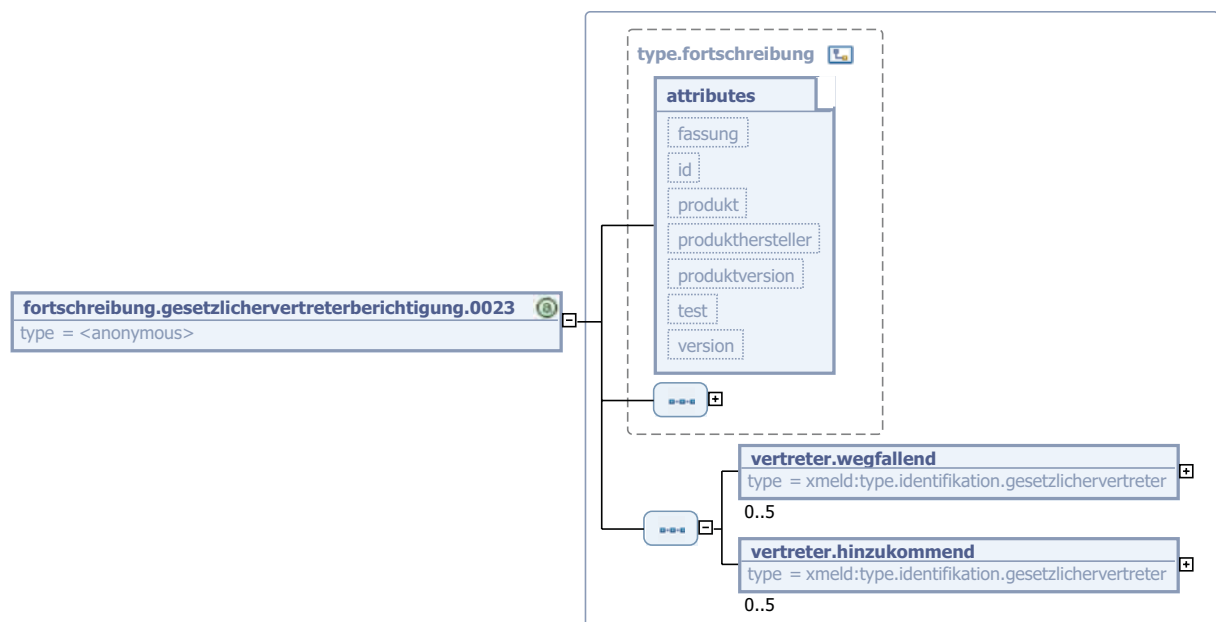 type.fortschreibung
attributes
fassung
id
produkt
produkthersteller
produktversion
test
version
fortschreibung.gesetzlichervertreterberichtigung.0023
type = <anonymous>
vertreter.wegfallend
type = xmeld:type.identifikation.gesetzlichervertreter
0..5
vertreter.hinzukommend
type = xmeld:type.identifikation.gesetzlichervertreter
0..5